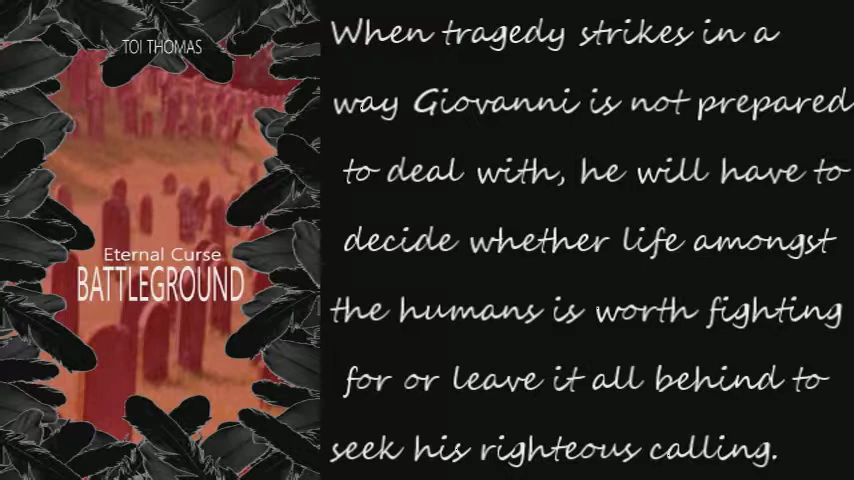 TOI THOMAS
Eternal Curse
BATTLEGROUND
When tragedy strikes in a
way Giovanni is not prepared
to deal with, he will have to
decide whether life amongst
the humans is worth fighting
for or leave it all behind to
seek his righteous calling.